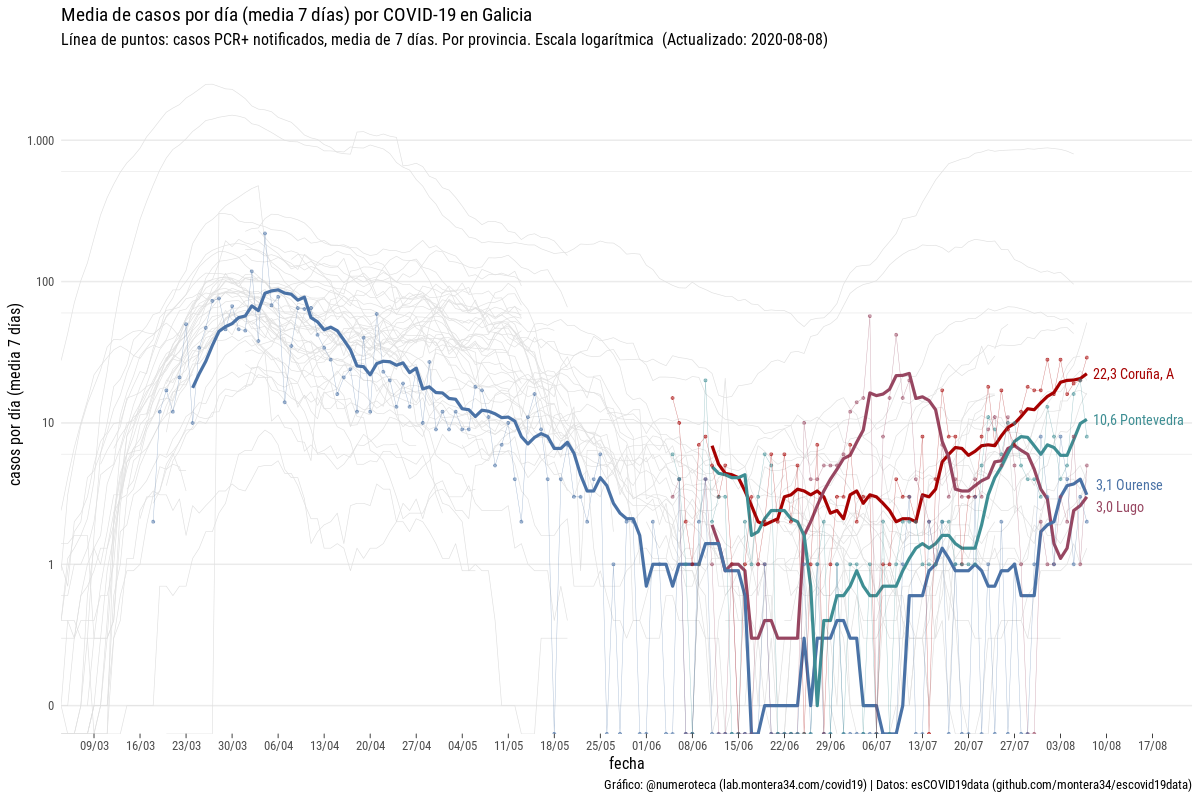 Media de casos por día (media 7 días) por COVID-19 en Galicia
Línea de puntos: casos PCR+ notificados, media de 7 días. Por provincia. Escala logarítmica (Actualizado: 2020-08-08)
casos por día (media 7 días)
1.000
100
10
1
0
22,3 Coruña, A
10,6 Pontevedra
3,1 Ourense
3,0 Lugo
09/03 16/03 23/03 30/03 06/04 13/04 20/04 27/04 04/05 11/05 18/05 25/05 01/06 08/06 15/06 22/06 29/06 06/07 13/07 20/07 27/07 03/08 10/08 17/08
fecha
Gráfico: @numeroteca (lab.montera34.com/covid19) | Datos: esCOVID19data (github.com/montera34/escovid19data)